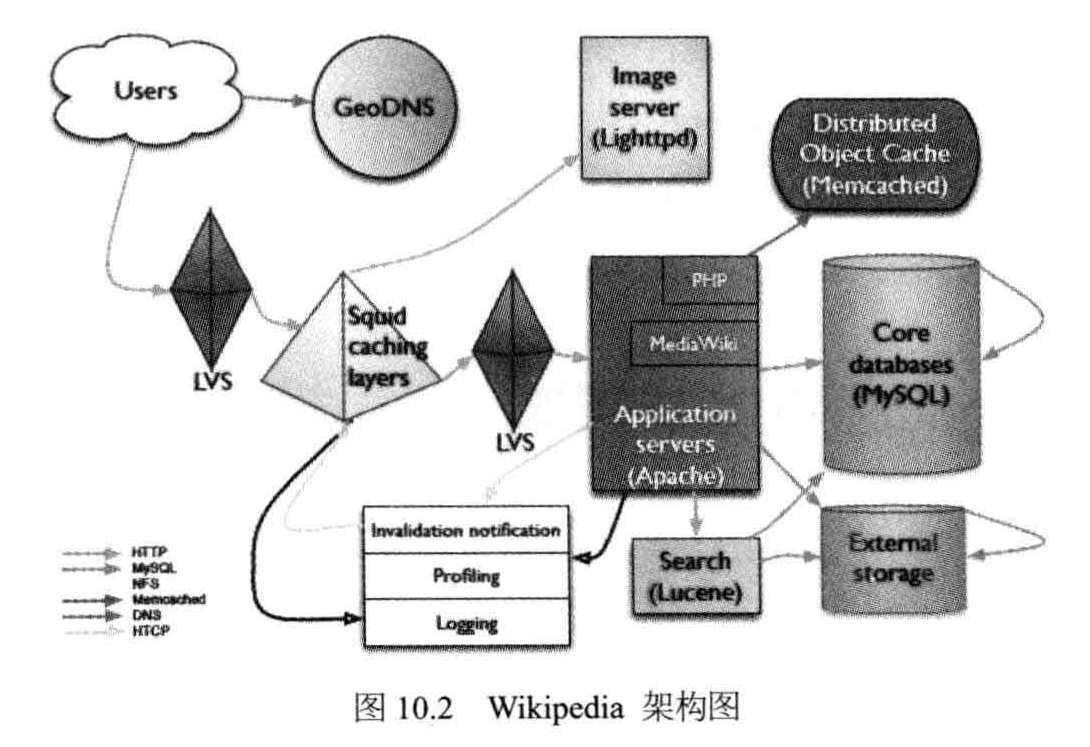 Users
GeoDNS
Image
server
(Lighttpd)
Distributed
Object Cache
(Memcached)
LVS
Squid
caching
layers
LVS
PHP
MediaWiki
Application
servers
(Apache)
Core
databases
(MySQL)
Invalidation notification
Profiling
Logging
Search
(Lucene)
External
storage
HTTP
MySQL
NFS
Memcached
DNS
HTCP
图 10.2 Wikipedia 架构图